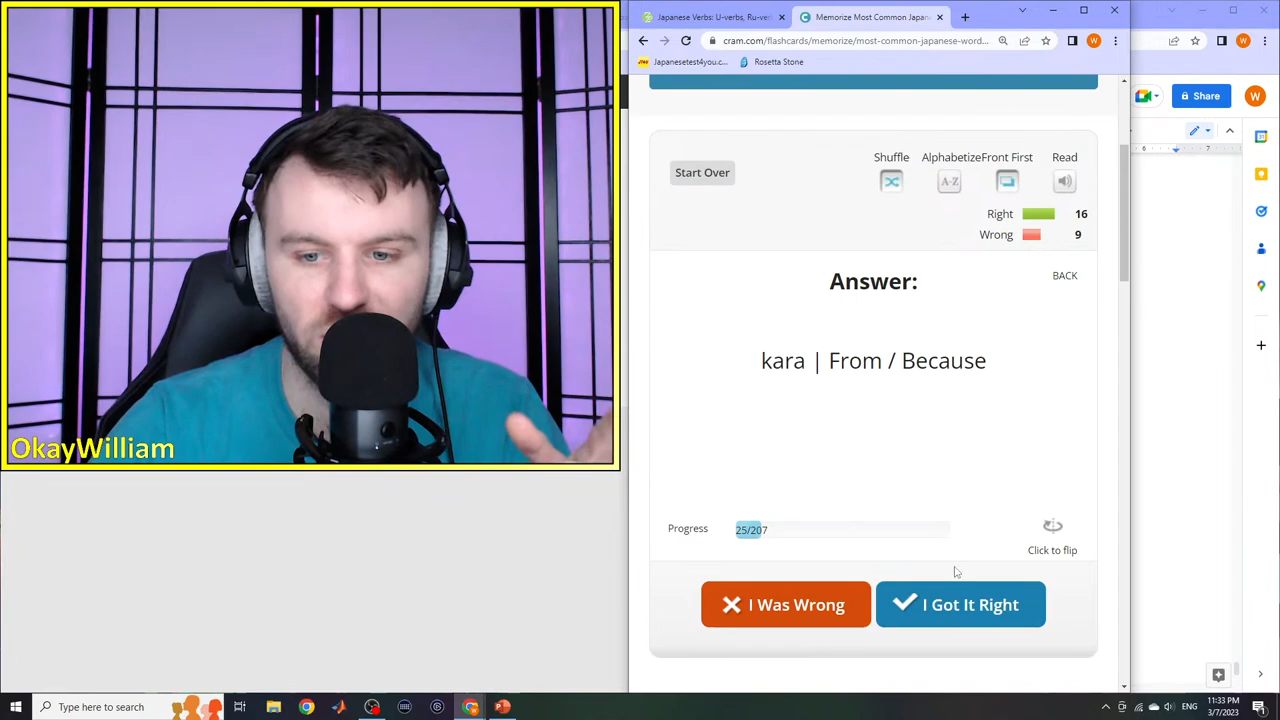 Japanese Verbs: U-verbs, Ru-ver
Memorize Most Common Japan
cram.com/flashcards/memorize/most-common-japanese-word...
W
Japanesetest4you.c...
Rosetta Stone
Share
W
6
7
Start Over
Shuffle
Alphabetize
Front First
Read
A-Z
Right
16
Wrong
9
Answer:
BACK
kara | From / Because
Progress
25/207
Click to flip
I Was Wrong
I Got It Right
OkayWilliam
Type here to search
ENG
11:33 PM
3/7/2023